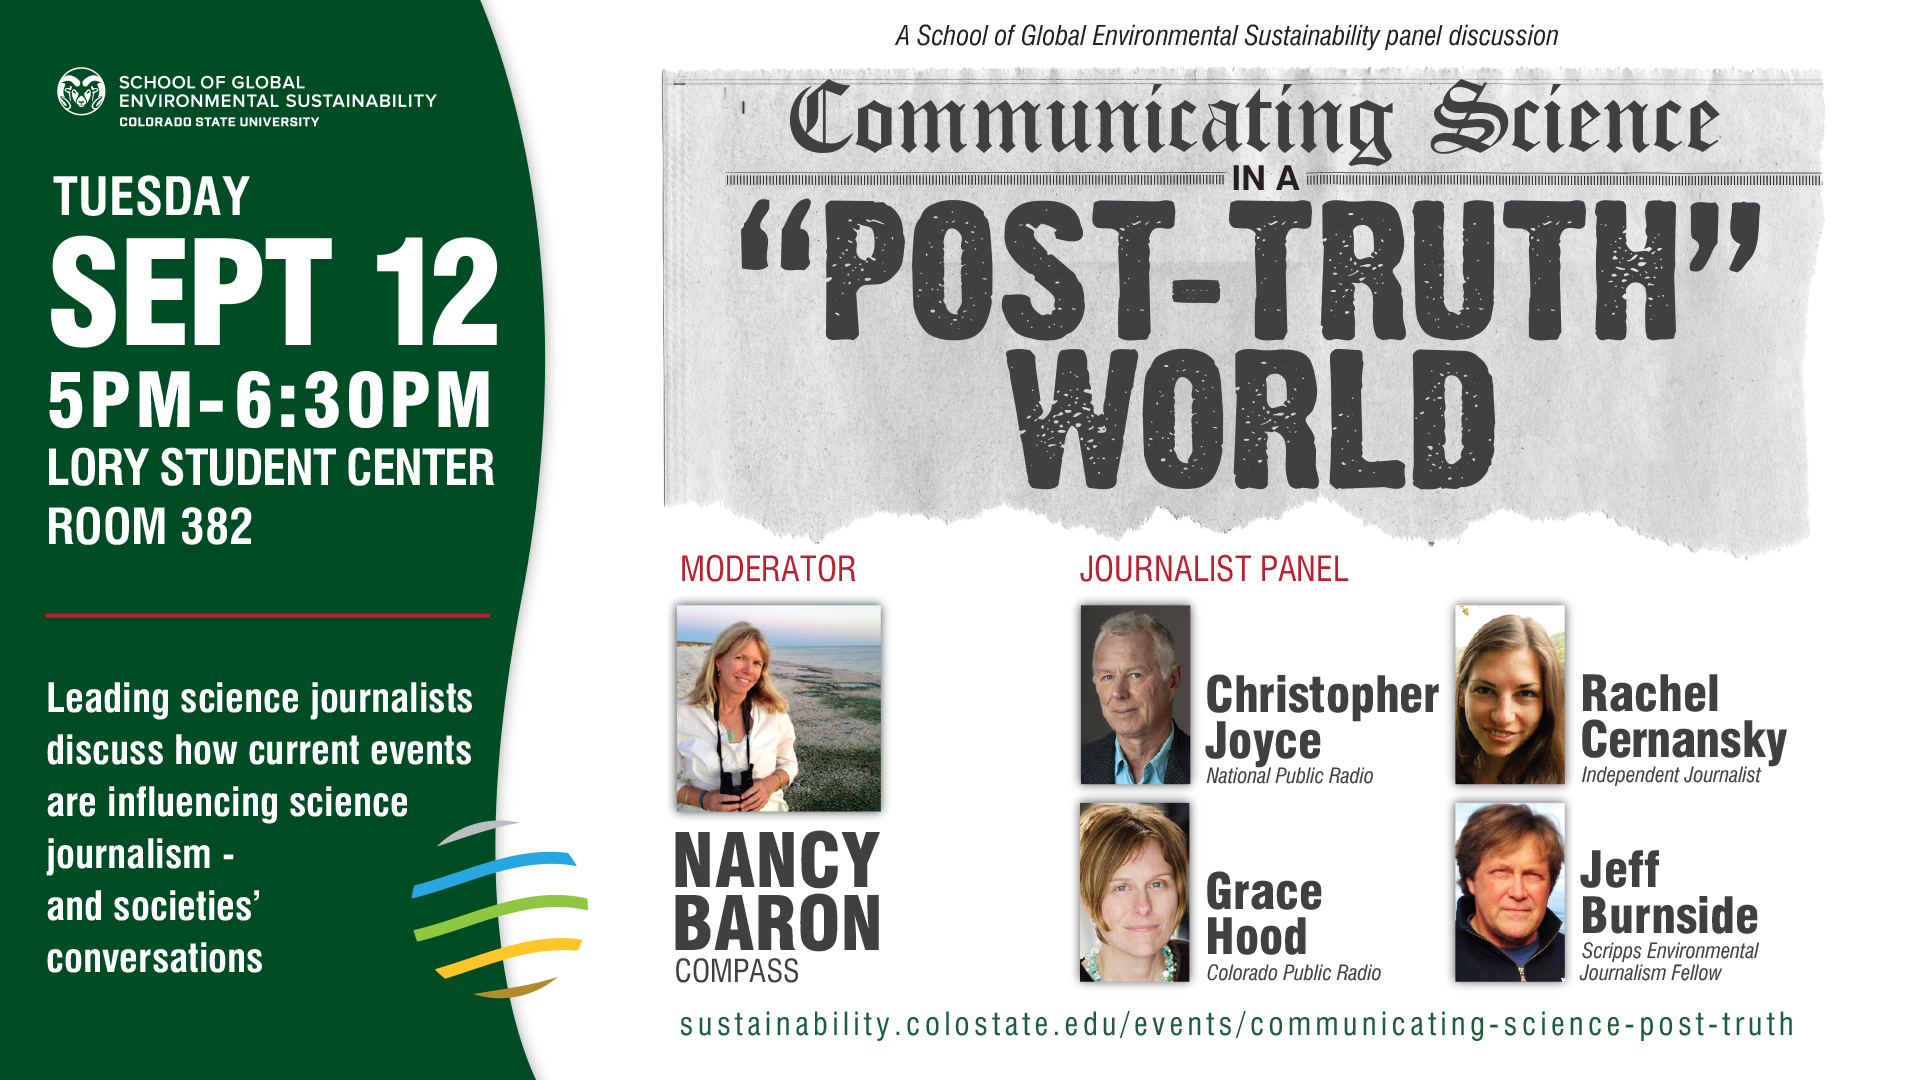 SCHOOL OF GLOBAL
ENVIRONMENTAL SUSTAINABILITY
COLORADO STATE UNIVERSITY
TUESDAY
SEPT 12
5PM-6:30PM
LORY STUDENT CENTER
ROOM 382
Leading science journalists
discuss how current events
are influencing science
journalism -
and societies’
conversations
A School of Global Environmental Sustainability panel discussion
Communicating Science
IN A
“POST-TRUTH”
WORLD
MODERATOR
NANCY
BARON
COMPASS
JOURNALIST PANEL
Christopher
Joyce
National Public Radio
Rachel
Cernansky
Independent Journalist
Grace
Hood
Colorado Public Radio
Jeff
Burnside
Scripps Environmental
Journalism Fellow
sustainability.colostate.edu/events/communicating-science-post-truth